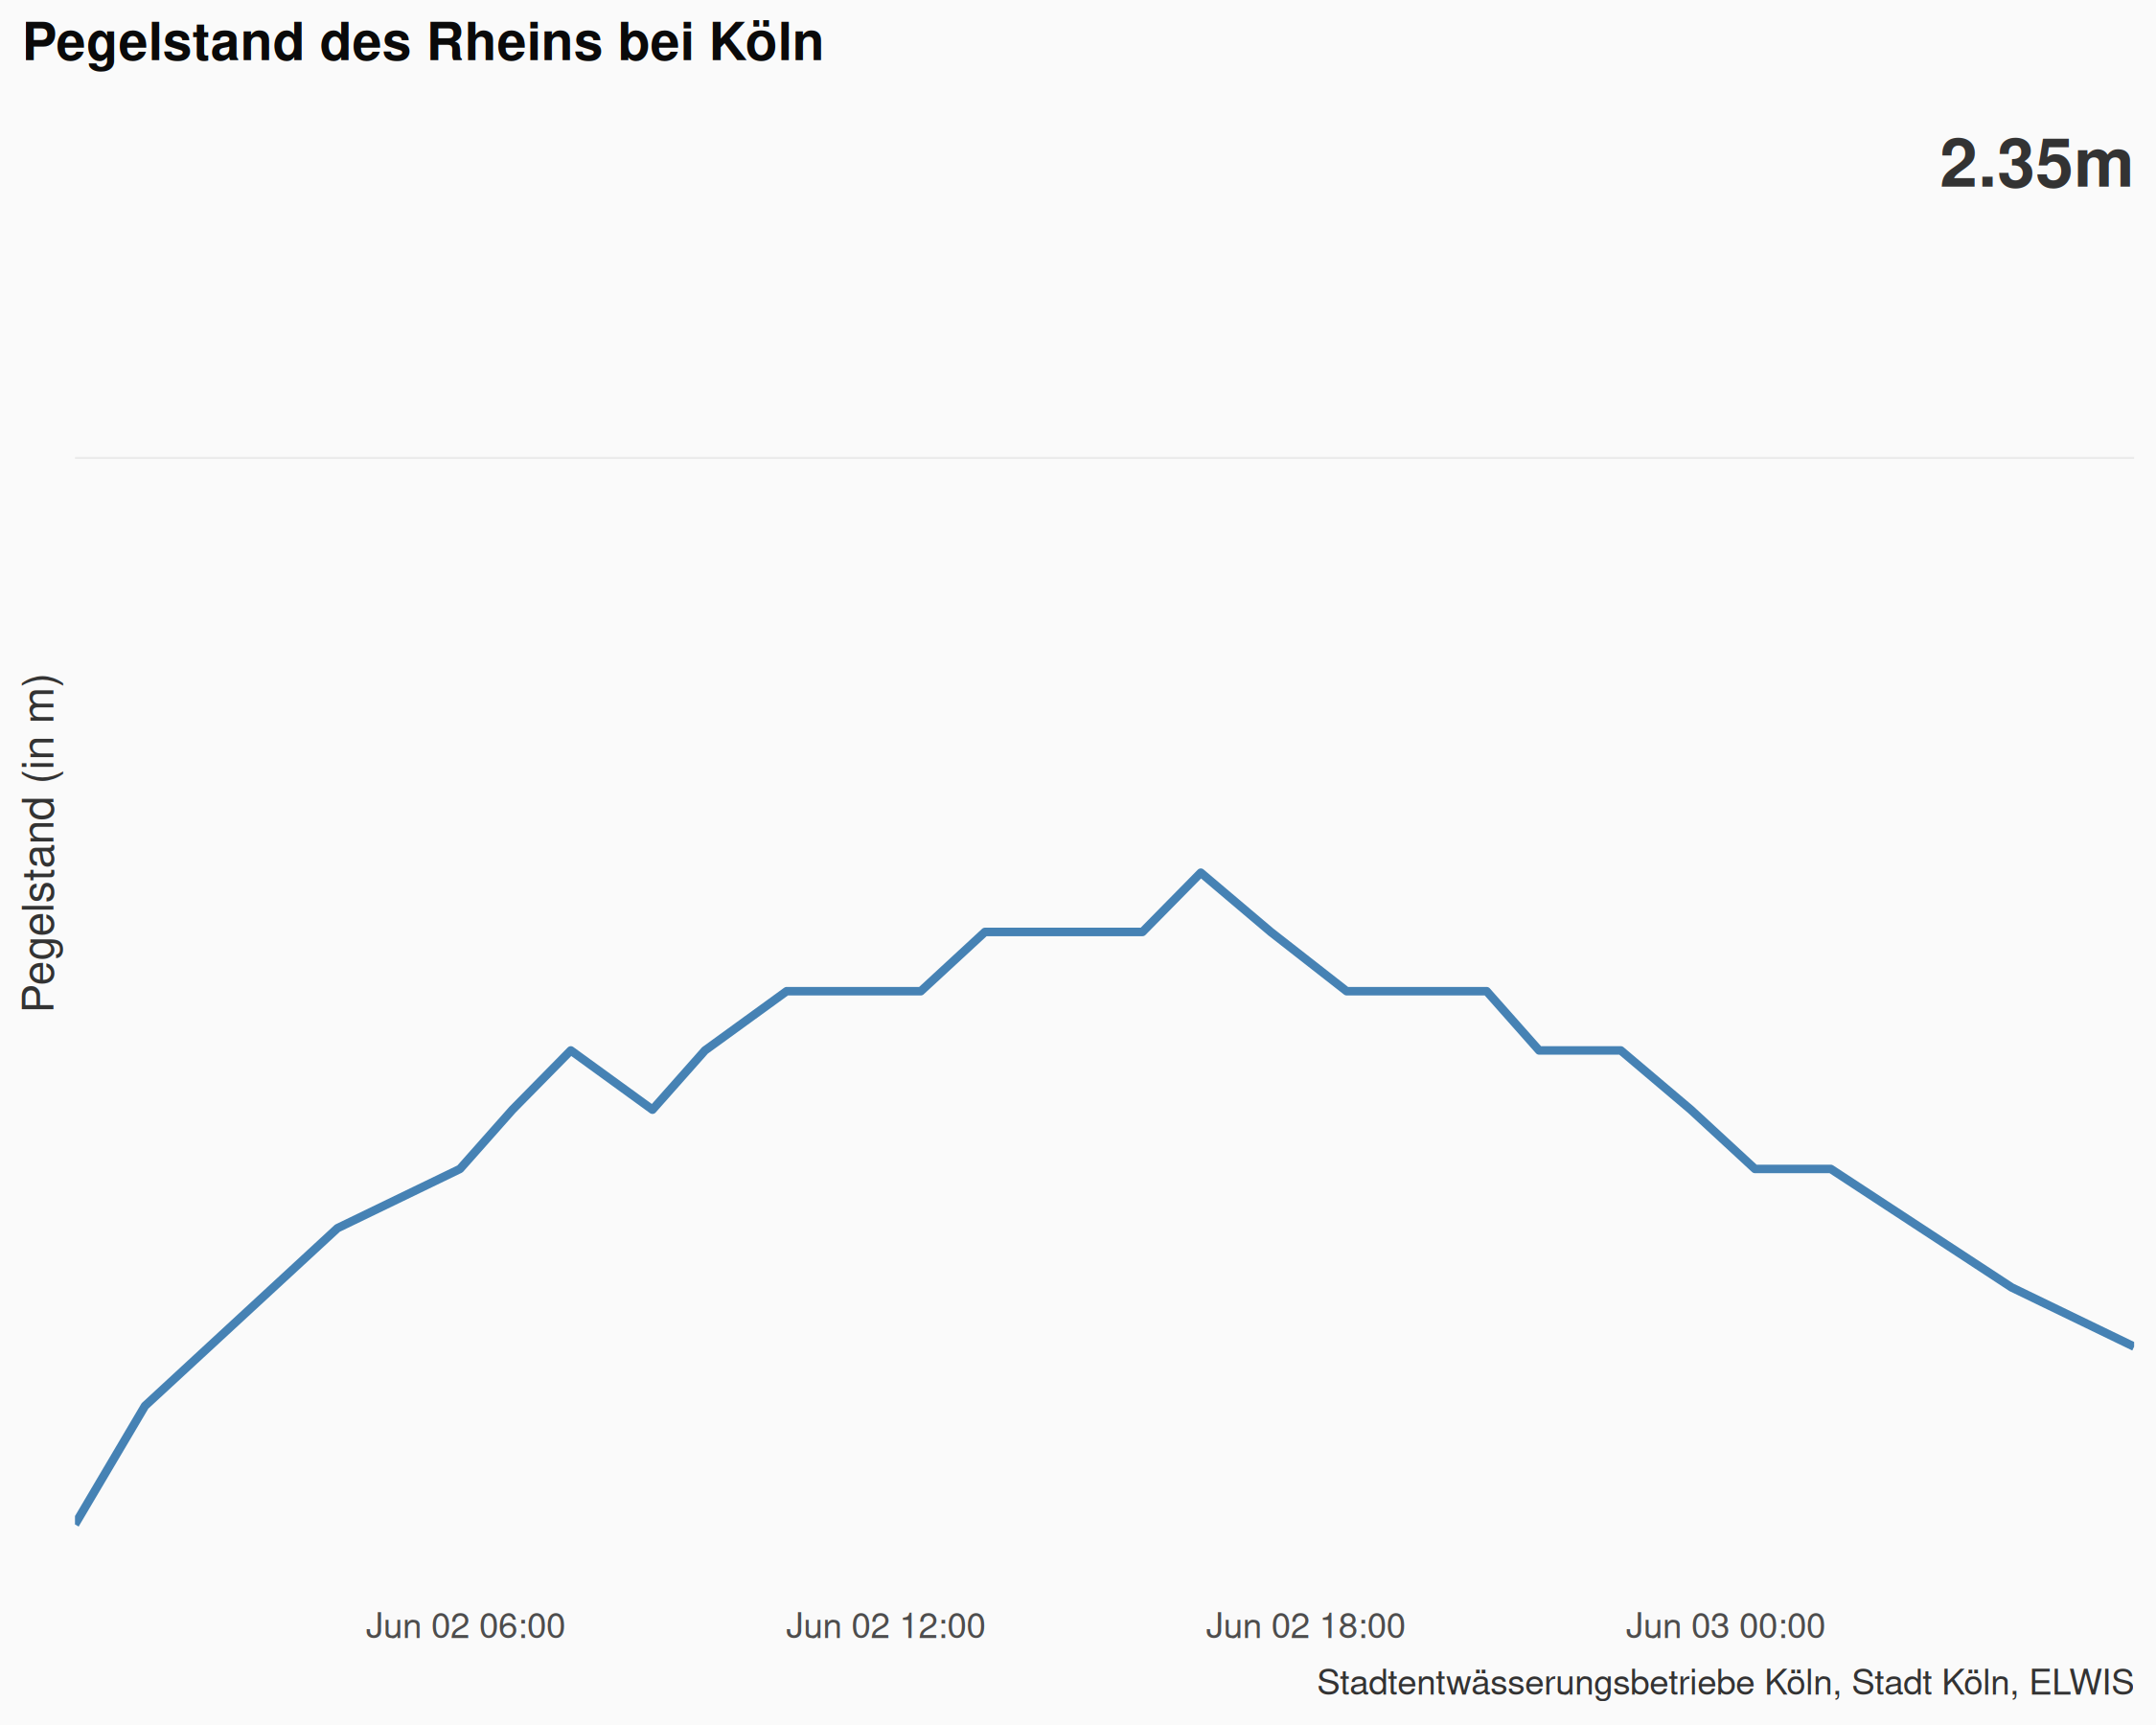 Pegelstand des Rheins bei Köln
2.35m
Pegelstand (in m)
Jun 02 06:00
Jun 02 12:00
Jun 02 18:00
Jun 03 00:00
Stadtentwässerungsbetriebe Köln, Stadt Köln, ELWIS